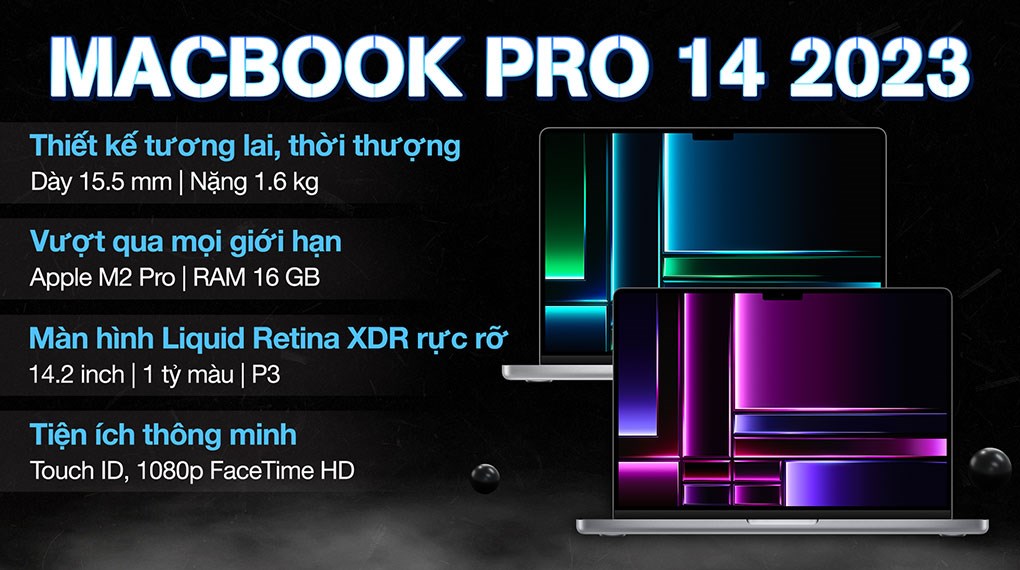 MACBOOK PRO 14 2023
Thiết kế tương lai, thời thượng
Dày 15.5 mm | Nặng 1.6 kg
Vượt qua mọi giới hạn
Apple M2 Pro | RAM 16 GB
Màn hình Liquid Retina XDR rực rỡ
14.2 inch | 1 tỷ màu | P3
Tiện ích thông minh
Touch ID, 1080p FaceTime HD